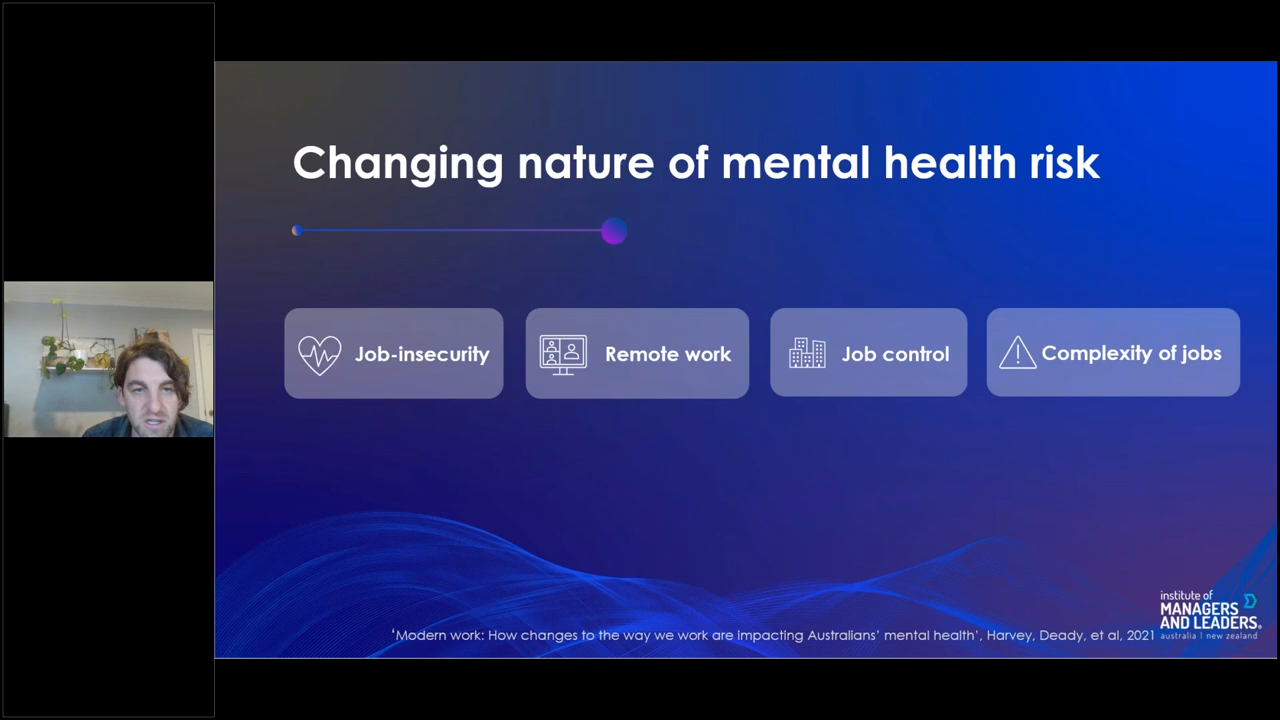 Changing nature of mental health risk
Job-insecurity
Remote work
Job control
Complexity of jobs
‘Modern work: How changes to the way we work are impacting Australians’ mental health’, Harvey, Deady, et al, 2021
institute of
MANAGERS
AND LEADERS®
australia | new zealand